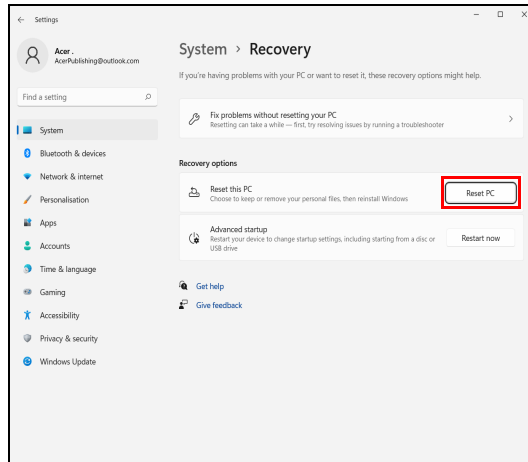 Settings
Acer .
AcerPublishing@outlook.com
Find a setting
System
Bluetooth & devices
Network & internet
Personalisation
Apps
Accounts
Time & language
Gaming
Accessibility
Privacy & security
Windows Update
System > Recovery
If you're having problems with your PC or want to reset it, these recovery options might help.
Fix problems without resetting your PC
Resetting can take a while — first, try resolving issues by running a troubleshooter
Recovery options
Reset this PC
Choose to keep or remove your personal files, then reinstall Windows
Reset PC
Advanced startup
Restart your device to change startup settings, including starting from a disc or
USB drive
Restart now
Get help
Give feedback